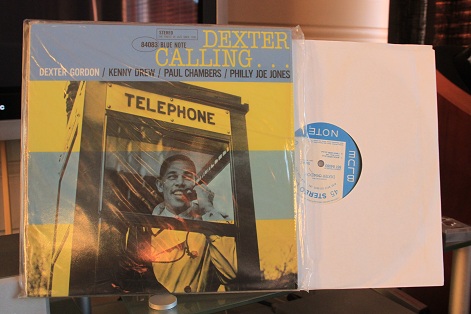 STEREO
84083 BLUE NOTE
DEXTER
CALLING...
DEXTER GORDON / KENNY DREW / PAUL CHAMBERS / PHILLY JOE JONES
TELEPHONE
BLUE
NOTE
45 STEREO